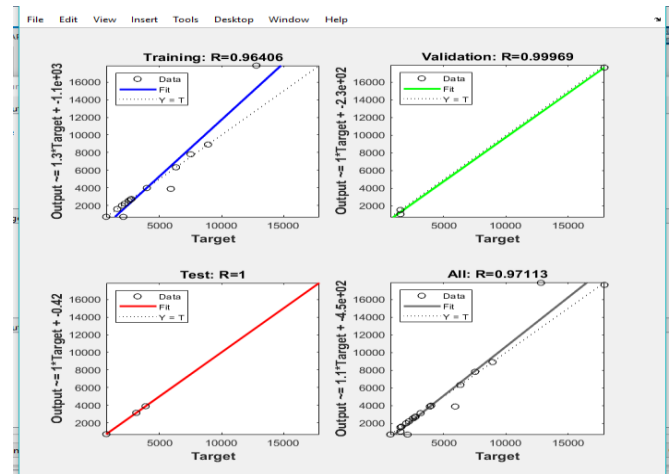 File Edit View Insert Tools Desktop Window Help
Training: R=0.96406
Output ~= 1.3*Target + -1.1e+03
Data
Fit
Y = T
16000
14000
12000
10000
8000
6000
4000
2000
5000 10000 15000
Target
Validation: R=0.99969
Output ~= 1*Target + -2.3e+02
Data
Fit
Y = T
16000
14000
12000
10000
8000
6000
4000
2000
5000 10000 15000
Target
Test: R=1
Output ~= 1*Target + -0.42
Data
Fit
Y = T
16000
14000
12000
10000
8000
6000
4000
2000
5000 10000 15000
Target
All: R=0.97113
Output ~= 1.1*Target + -4.5e+02
Data
Fit
Y = T
16000
14000
12000
10000
8000
6000
4000
2000
5000 10000 15000
Target